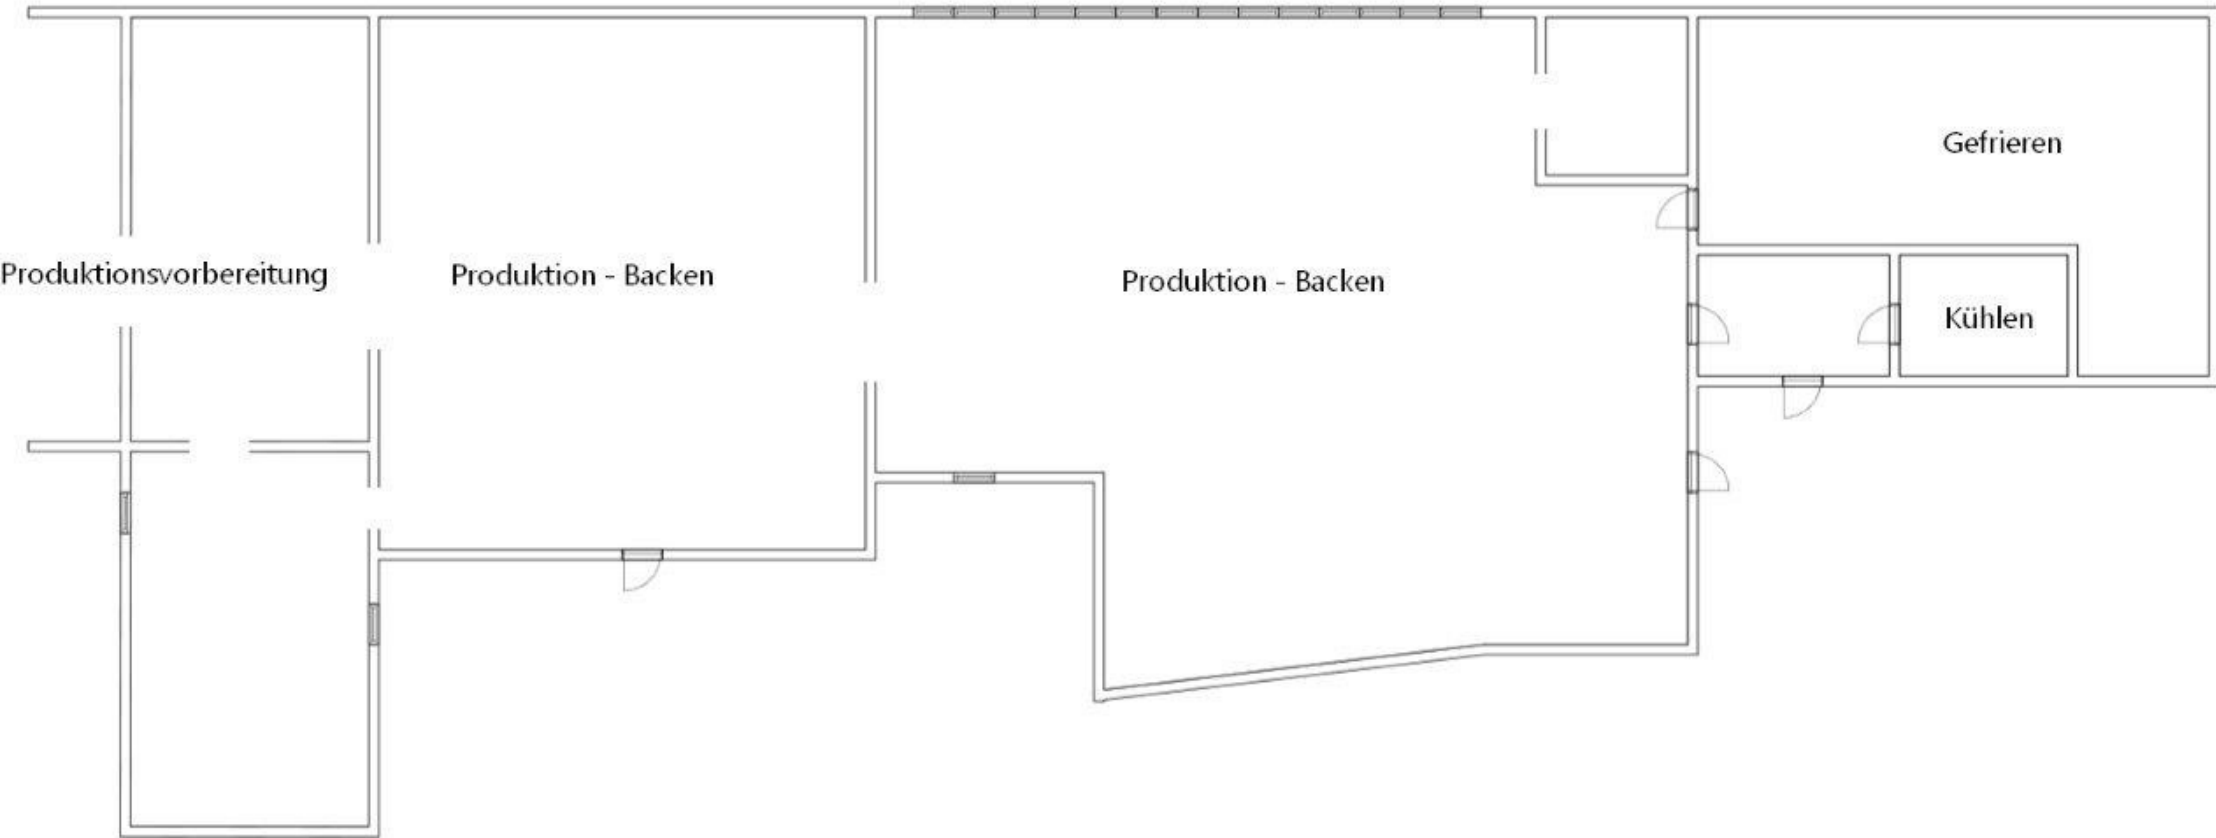 Gefrieren
Produktionsvorbereitung
Produktion - Backen
Produktion - Backen
Kühlen